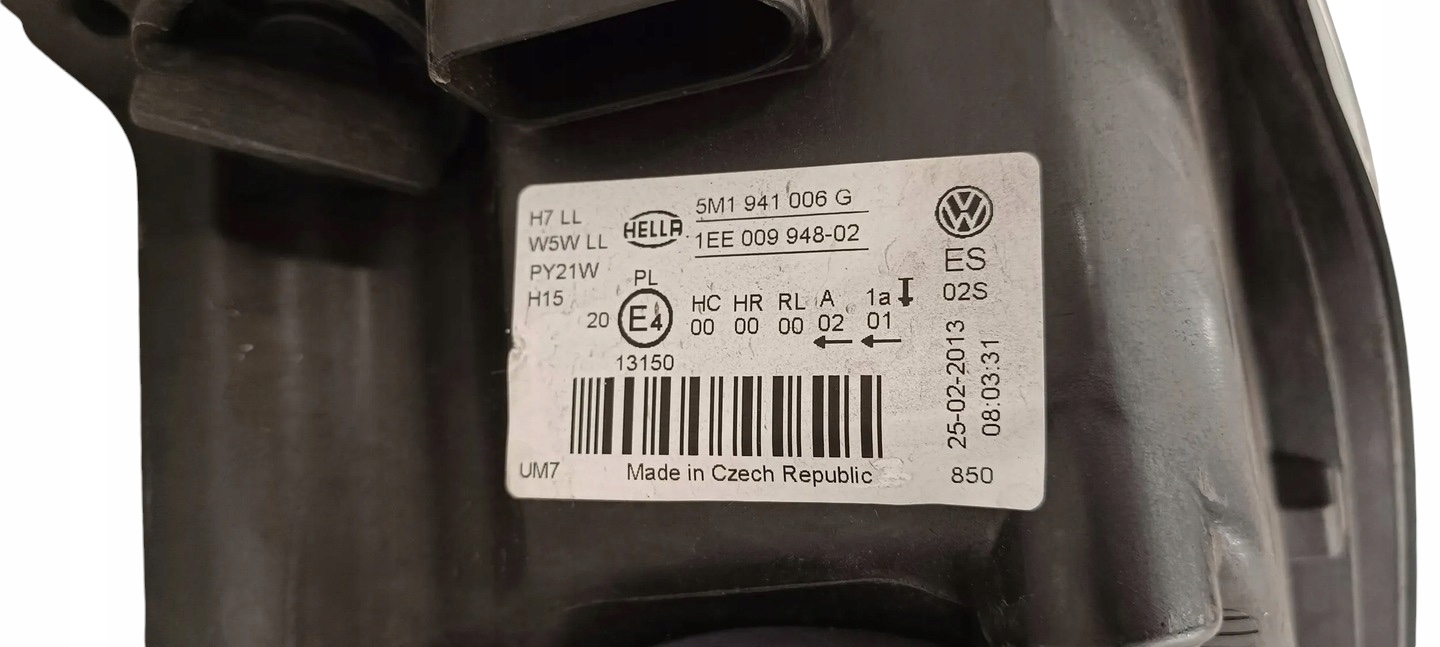 H7 LL
W5W LL
PY21W
H15
HELLA
5M1 941 006 G
1EE 009 948-02
PL
20 E4
13150
HC HR RL A 1a
00 00 00 02 01
ES
02S
25-02-2013
08:03:31
UM7
Made in Czech Republic
850